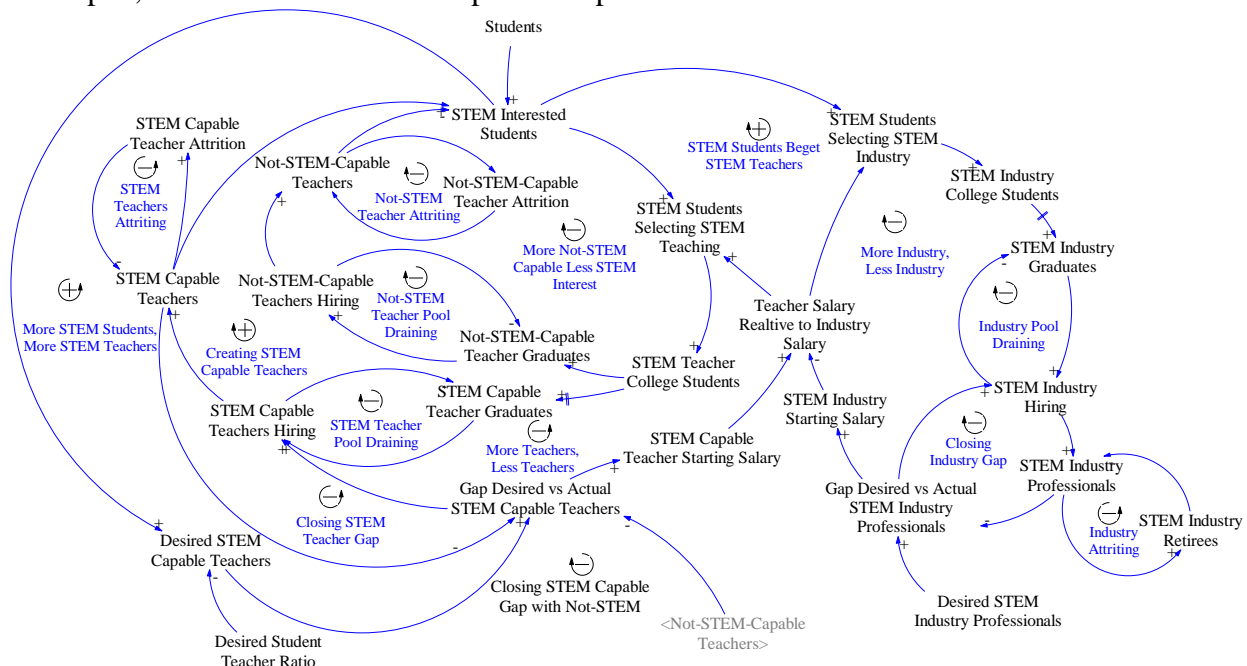 Students
STEM Interested
Students
STEM Capable
Teacher Attrition
STEM
Teachers
Attriting
Not-STEM-Capable
Teachers
Not-STEM
Teacher Attriting
Not-STEM-Capable
Teacher Attrition
STEM Students Beget
STEM Teachers
STEM Students
Selecting STEM
Industry
STEM Industry
College Students
STEM Students
Selecting STEM
Teaching
More Not-STEM
Capable Less STEM
Interest
More Industry,
Less Industry
STEM Industry
Graduates
STEM Capable
Teachers
Not-STEM-Capable
Teachers Hiring
Not-STEM
Teacher Pool
Draining
Teacher Salary
Realtive to Industry
Salary
Industry Pool
Draining
More STEM Students,
More STEM Teachers
Creating STEM
Capable Teachers
Not-STEM-Capable
Teacher Graduates
STEM Teacher
College Students
STEM Capable
Teachers Hiring
STEM Teacher
Pool Draining
STEM Capable
Teacher Graduates
STEM Industry
Starting Salary
STEM Industry
Hiring
More Teachers,
Less Teachers
STEM Capable
Teacher Starting Salary
Closing
Industry Gap
STEM Industry
Professionals
Gap Desired vs Actual
STEM Capable Teachers
Gap Desired vs Actual
STEM Industry
Professionals
Closing STEM
Teacher Gap
Industry
Attriting
STEM Industry
Retirees
Desired STEM
Capable Teachers
Closing STEM Capable
Gap with Not-STEM
Desired STEM
Industry Professionals
<Not-STEM-Capable
Teachers>
Desired Student
Teacher Ratio